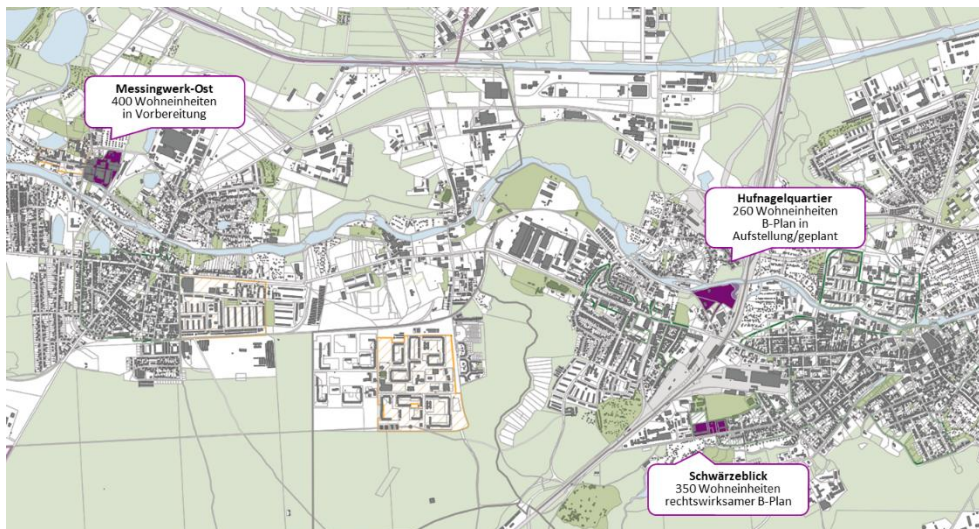 Messingwerk-Ost
400 Wohneinheiten
in Vorbereitung
Hufnagelquartier
260 Wohneinheiten
B-Plan in
Aufstellung/geplant
Schwärzeblick
350 Wohneinheiten
rechtswirksamer B-Plan